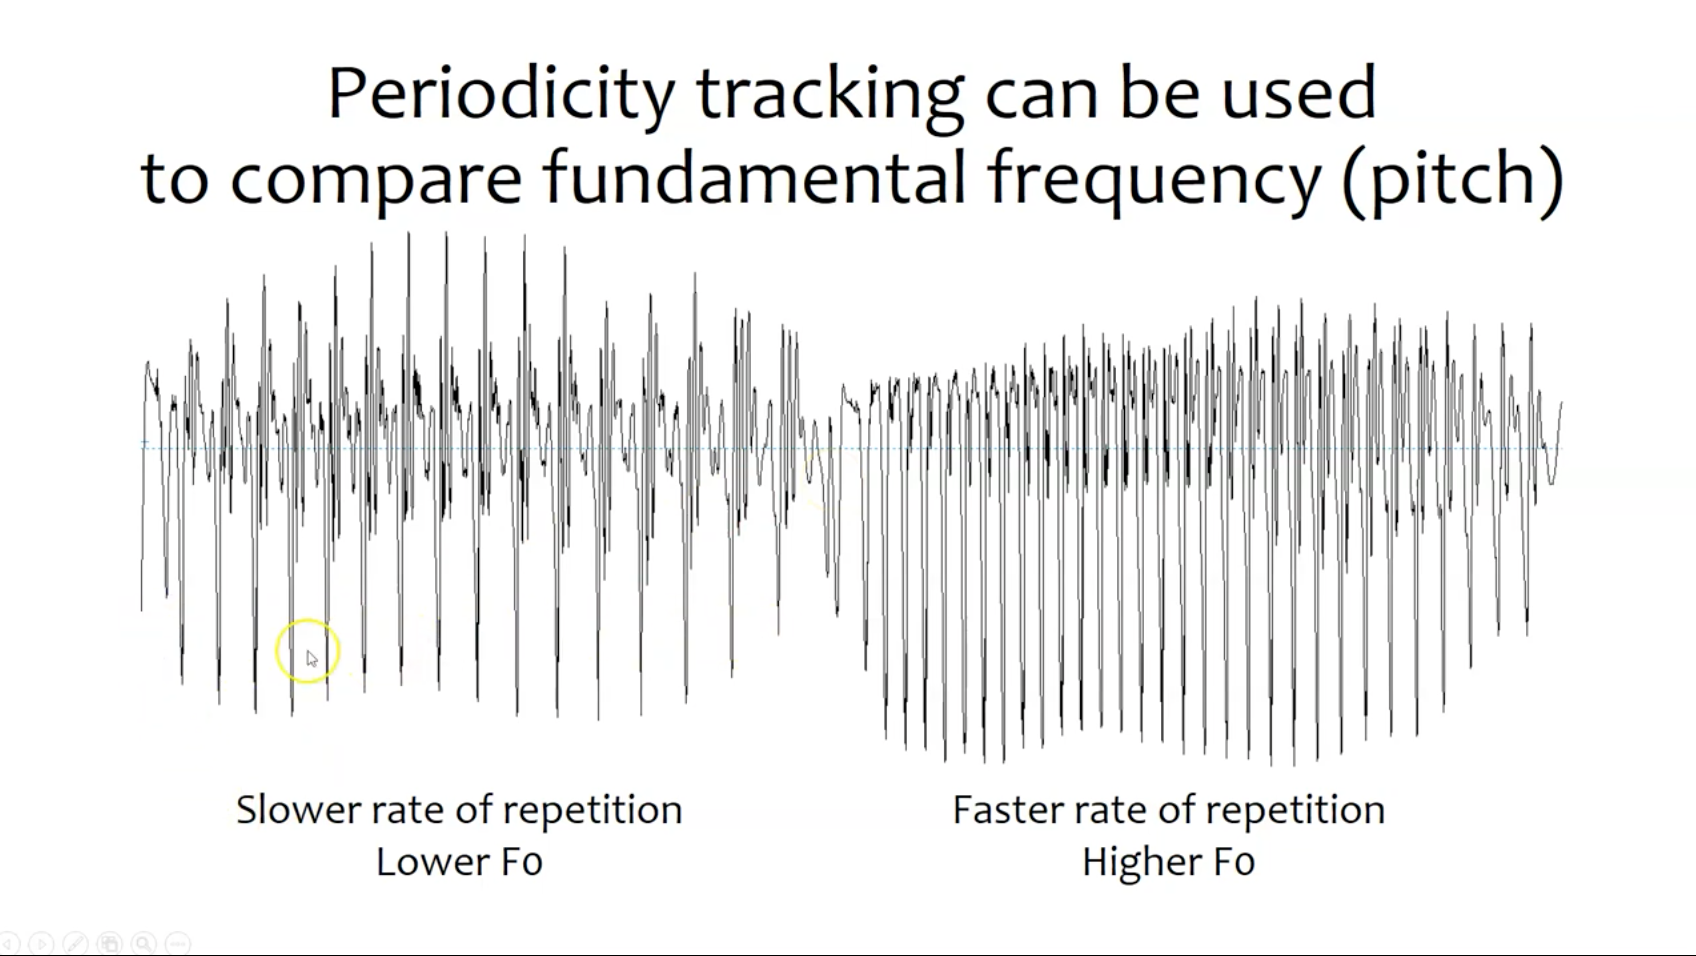 Periodicity tracking can be used
to compare fundamental frequency (pitch)
Slower rate of repetition
Lower F0
Faster rate of repetition
Higher F0